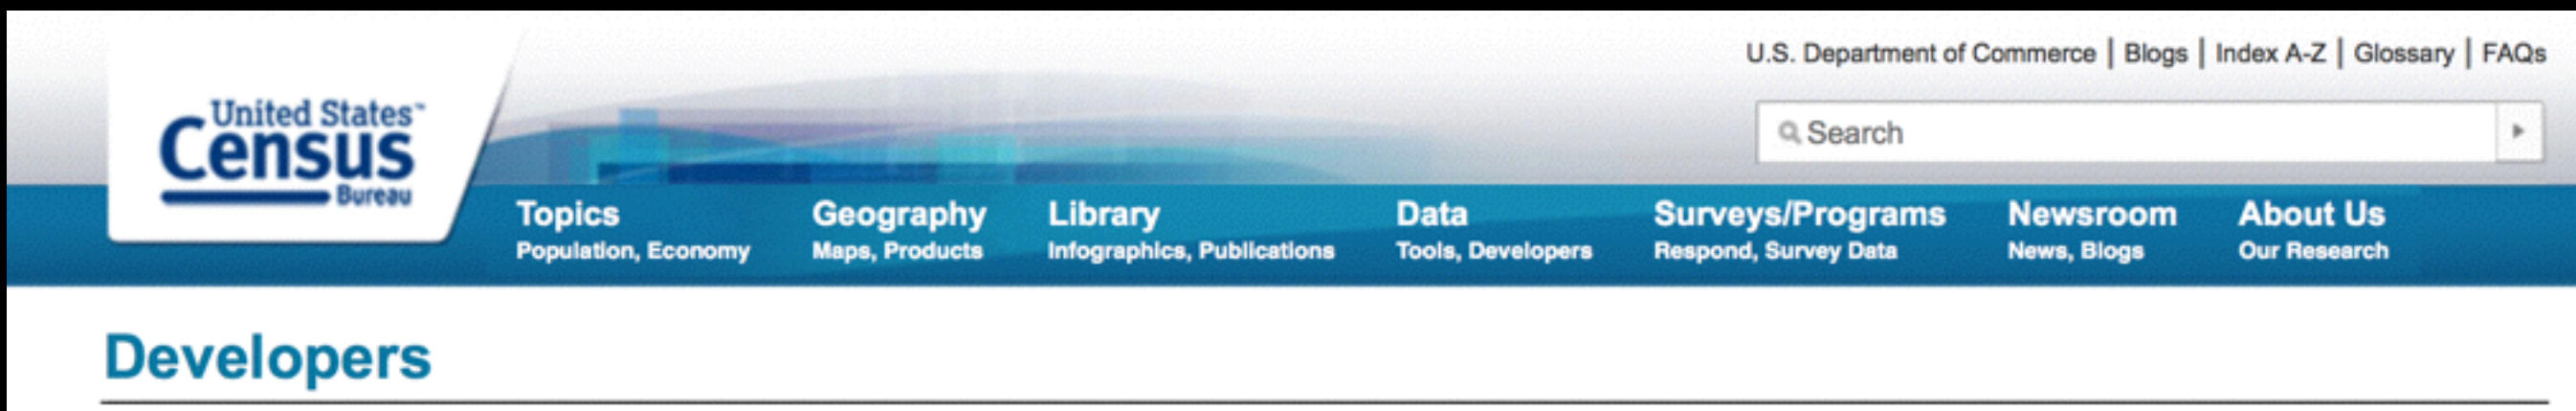 U.S. Department of Commerce | Blogs | Index A-Z | Glossary | FAQs
United States™
Census
Bureau
Search
Topics
Population, Economy
Geography
Maps, Products
Library
Infographics, Publications
Data
Tools, Developers
Surveys/Programs
Respond, Survey Data
Newsroom
News, Blogs
About Us
Our Research
Developers